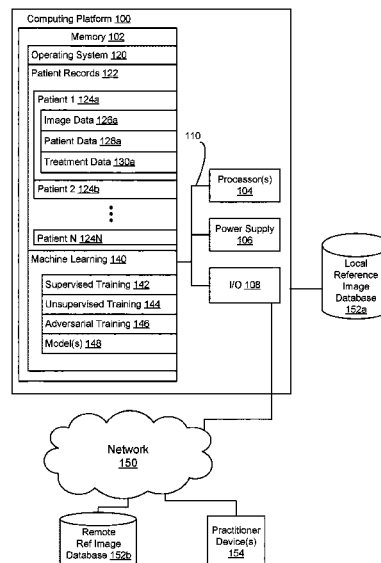 Computing Platform 100
Memory 102
Operating System 120
Patient Records 122
Patient 1 124a
Image Data 126a
Patient Data 128a
Treatment Data 130a
Patient 2 124b
Patient N 124N
Machine Learning 140
Supervised Training 142
Unsupervised Training 144
Adversarial Training 146
Model(s) 148
110
Processor(s)
104
Power Supply
106
I/O 108
Local
Reference
Image
Database
152a
Network
150
Remote
Ref Image
Database 152b
Practitioner
Device(s)
154